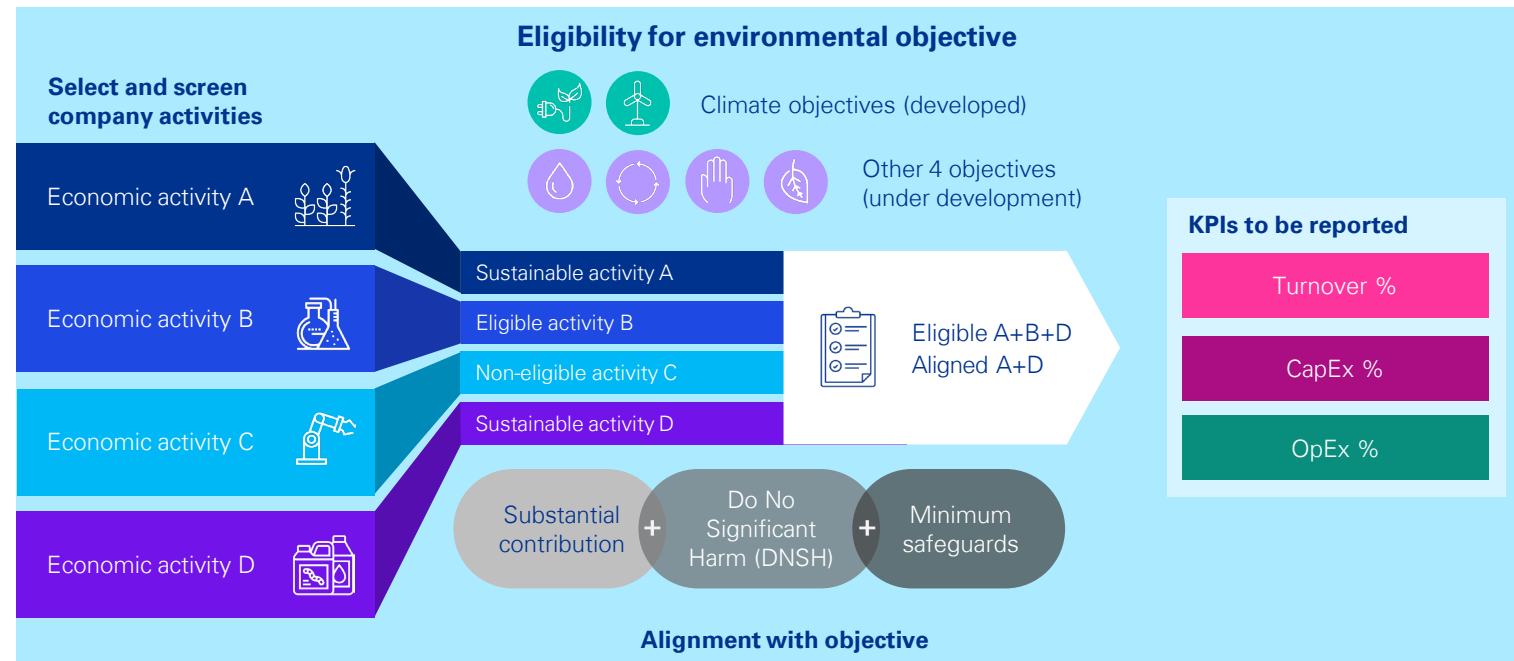 Eligibility for environmental objective
Select and screen
company activities
Climate objectives (developed)
Other 4 objectives
(under development)
Economic activity A
Economic activity B
Economic activity C
Economic activity D
Sustainable activity A
Eligible activity B
Non-eligible activity C
Sustainable activity D
Eligible A+B+D
Aligned A+D
KPIs to be reported
Turnover %
CapEx %
OpEx %
Substantial
contribution
+
Do No
Significant
Harm (DNSH)
+
Minimum
safeguards
Alignment with objective